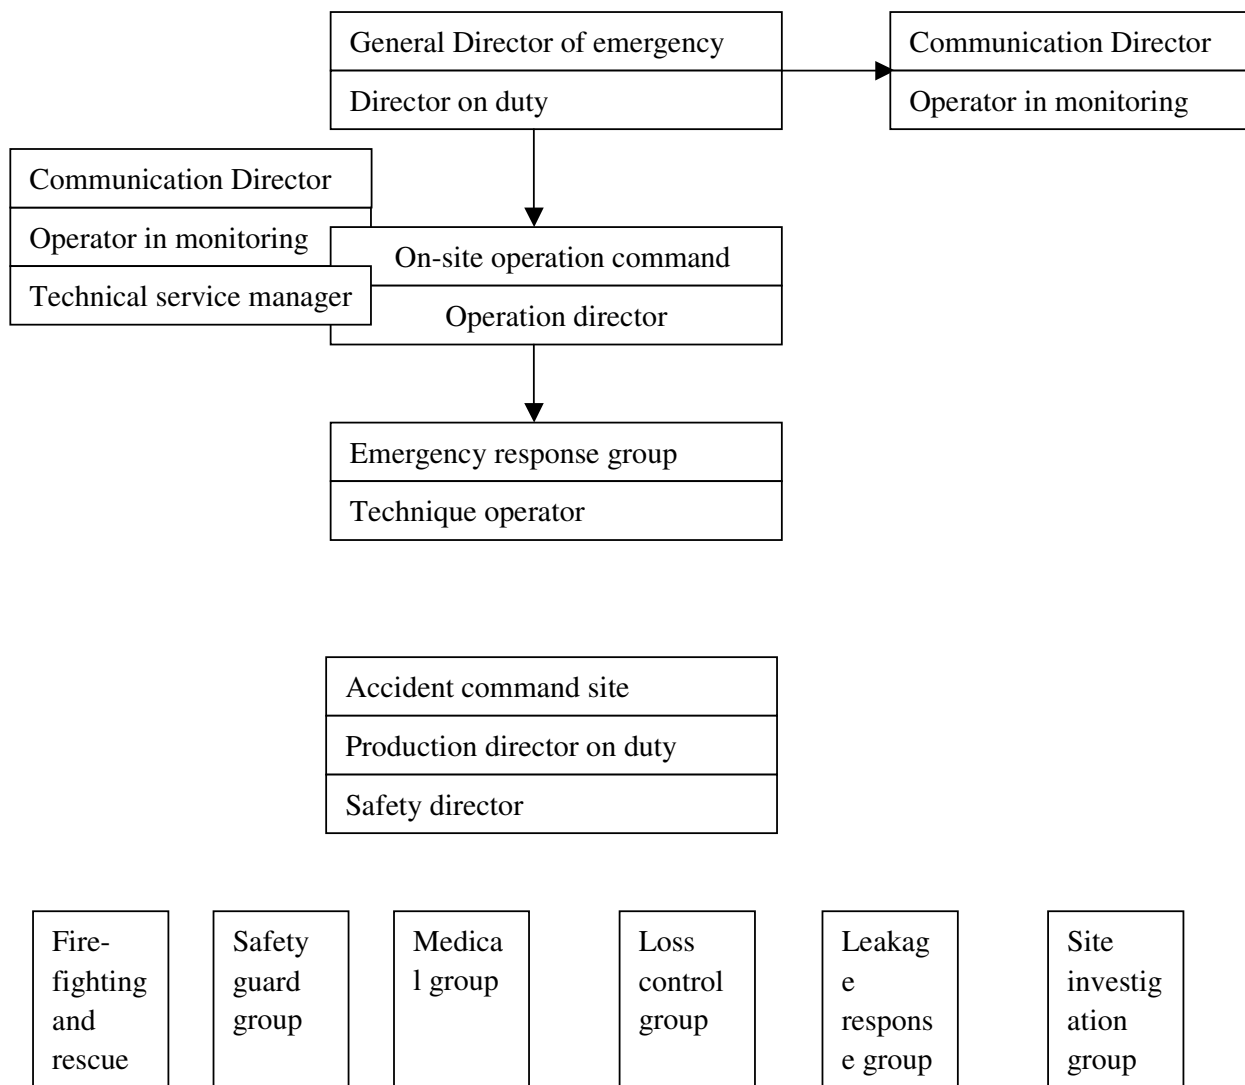 General Director of emergency
Director on duty
Communication Director
Operator in monitoring
Communication Director
Operator in monitoring
Technical service manager
On-site operation command
Operation director
Emergency response group
Technique operator
Accident command site
Production director on duty
Safety director
Fire-
fighting
and
rescue
Safety
guard
group
Medica
l group
Loss
control
group
Leakag
e
respons
e group
Site
investig
ation
group